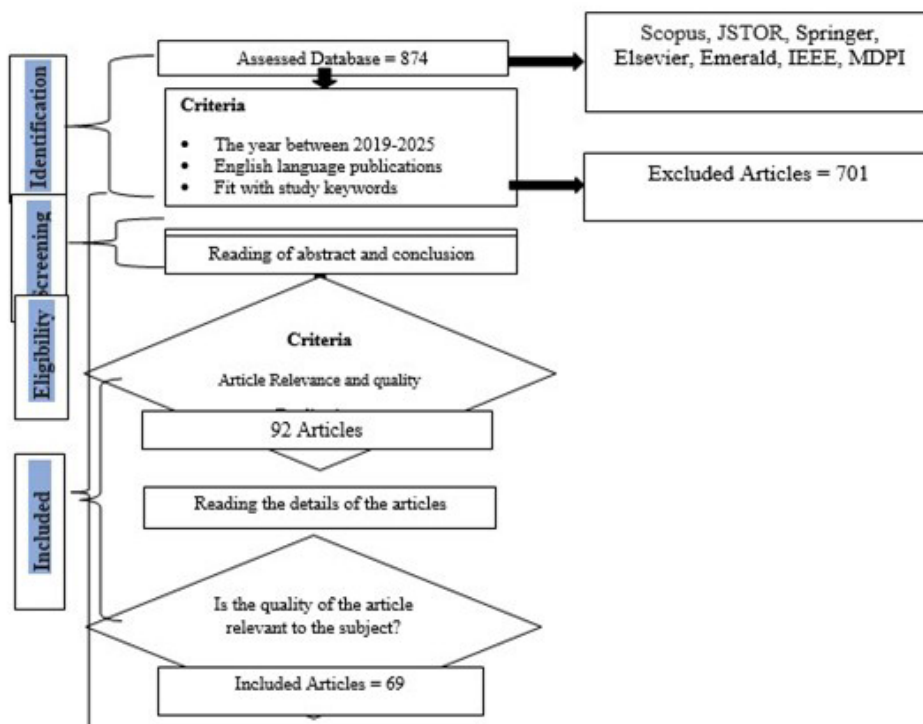 Identification
Assessed Database = 874
Scopus, JSTOR, Springer,
Elsevier, Emerald, IEEE, MDPI
Criteria
• The year between 2019-2025
• English language publications
• Fit with study keywords
Excluded Articles = 701
Screening
Reading of abstract and conclusion
Eligibility
Criteria
Article Relevance and quality
92 Articles
Reading the details of the articles
Included
Is the quality of the article
relevant to the subject?
Included Articles = 69